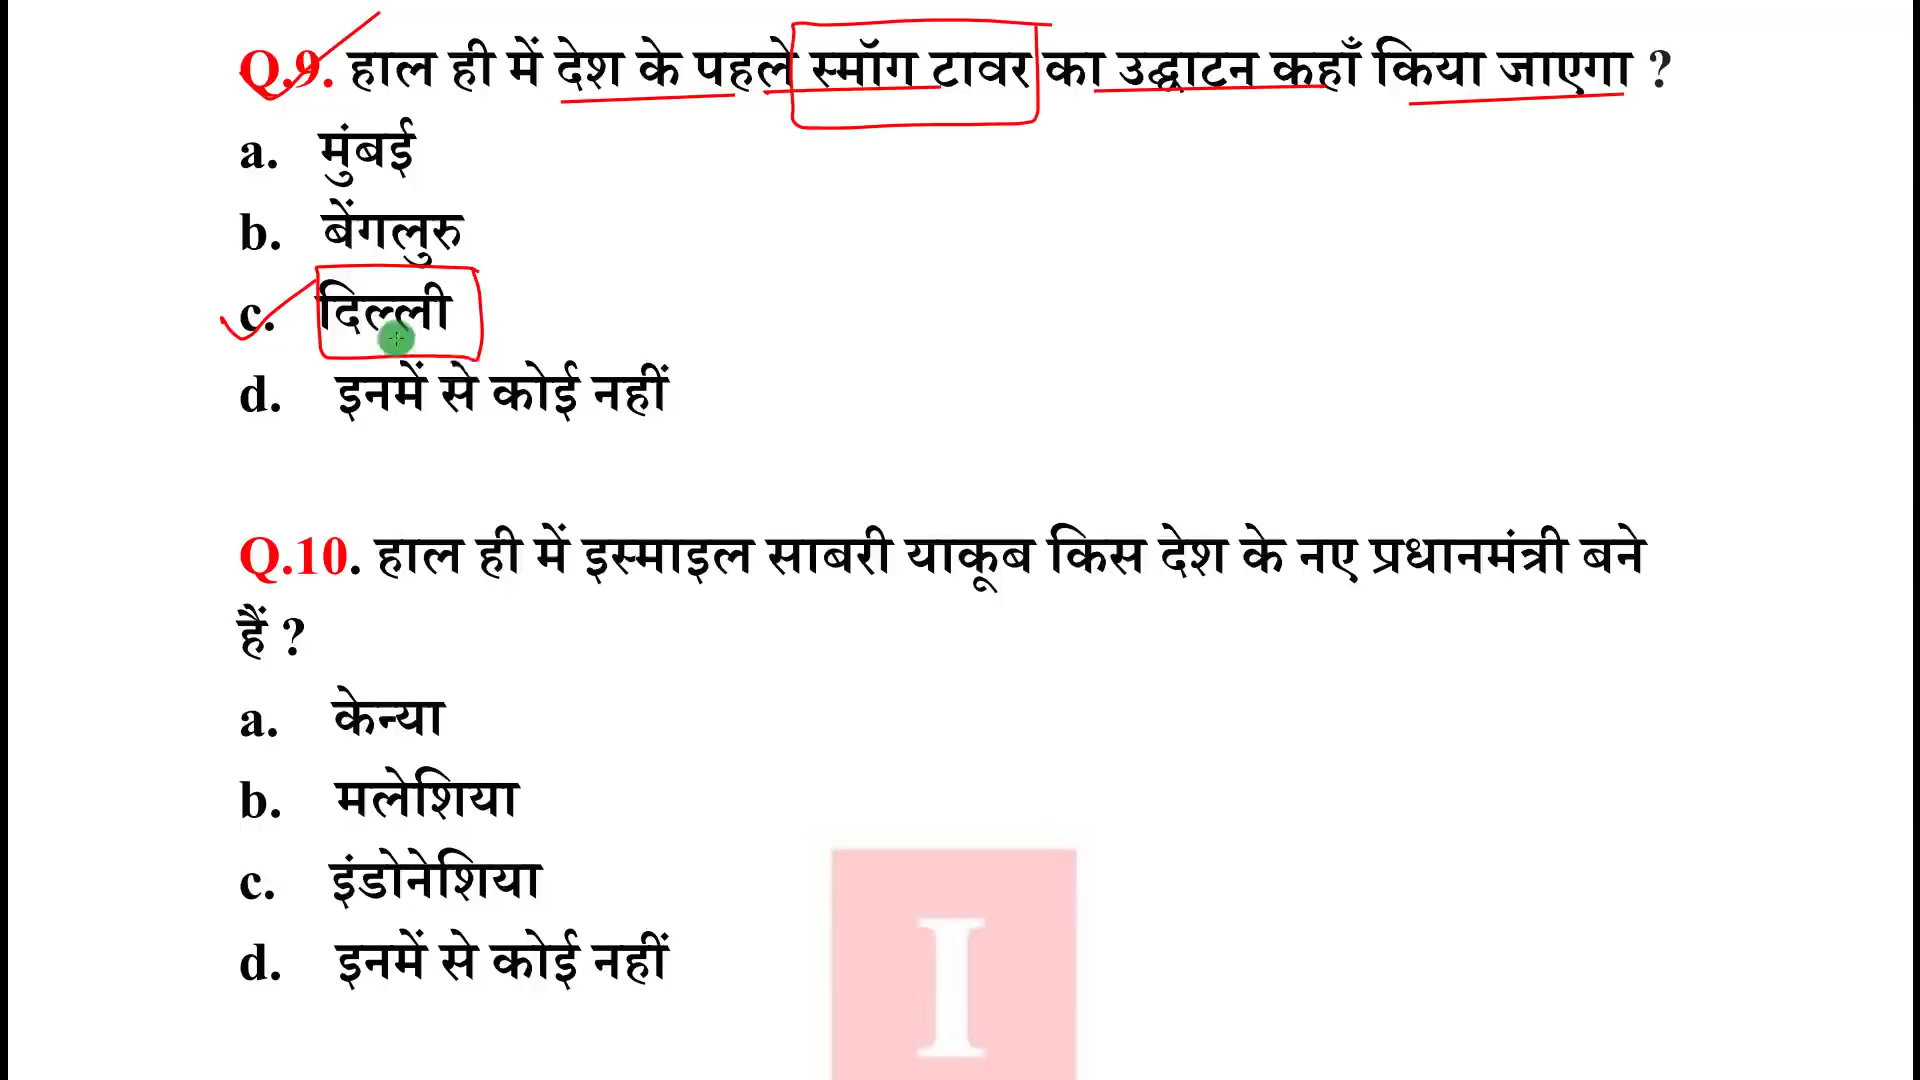 Q.9. हाल ही में देश के पहले स्मॉग टावर का उद्घाटन कहाँ किया जाएगा ?
a. मुंबई
b. बेंगलुरु
c. दिल्ली
d. इनमें से कोई नहीं
Q.10. हाल ही में इस्माइल साबरी याकूब किस देश के नए प्रधानमंत्री बने
हैं ?
a. केन्या
b. मलेशिया
c. इंडोनेशिया
d. इनमें से कोई नहीं
I